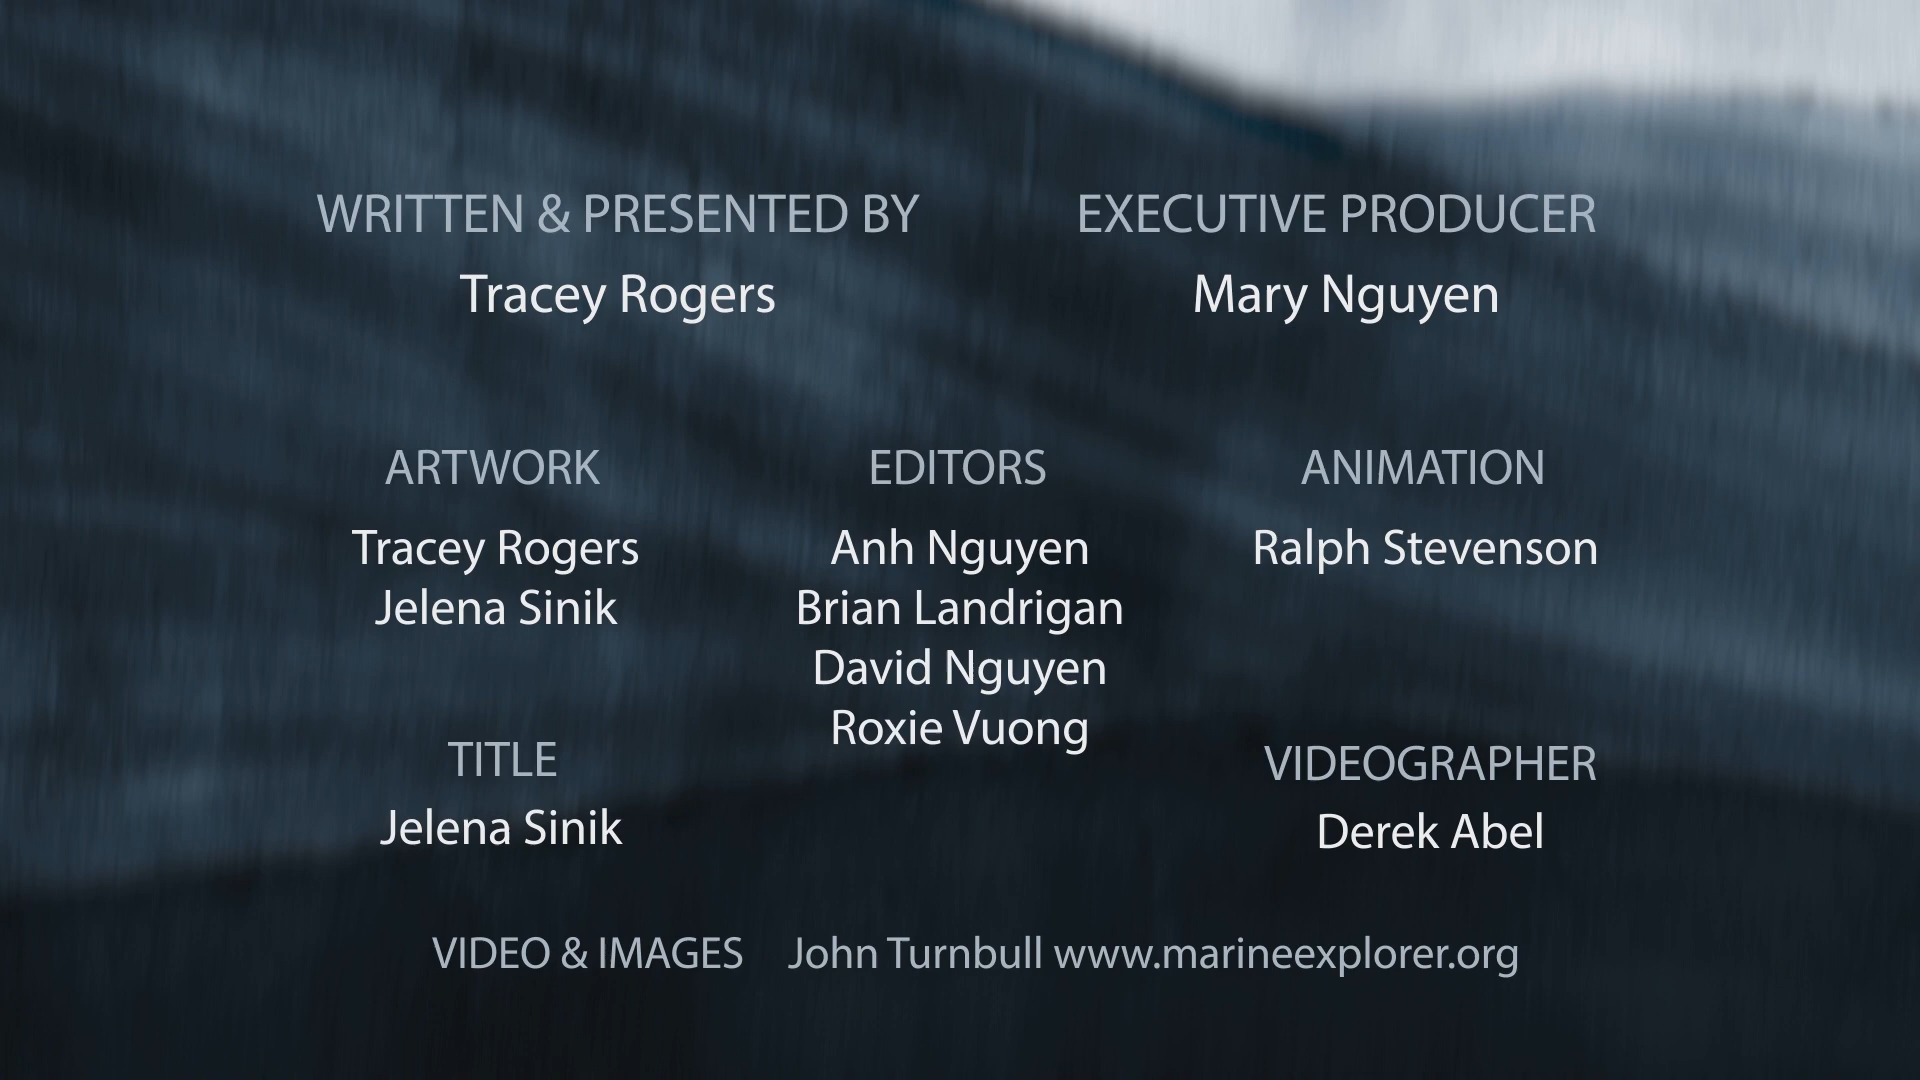 WRITTEN & PRESENTED BY
Tracey Rogers
EXECUTIVE PRODUCER
Mary Nguyen
ARTWORK
Tracey Rogers
Jelena Sinik
EDITORS
Anh Nguyen
Brian Landrigan
David Nguyen
Roxie Vuong
ANIMATION
Ralph Stevenson
TITLE
Jelena Sinik
VIDEOGRAPHER
Derek Abel
VIDEO & IMAGES John Turnbull www.marineexplorer.org